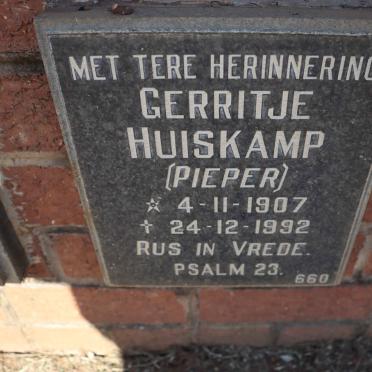 MET TERE HERINNERING
GERRITJE
HUISKAMP
(PIEPER)
☆ 4-11-1907
✝ 24-12-1992
RUS IN VREDE.
PSALM 23.
660